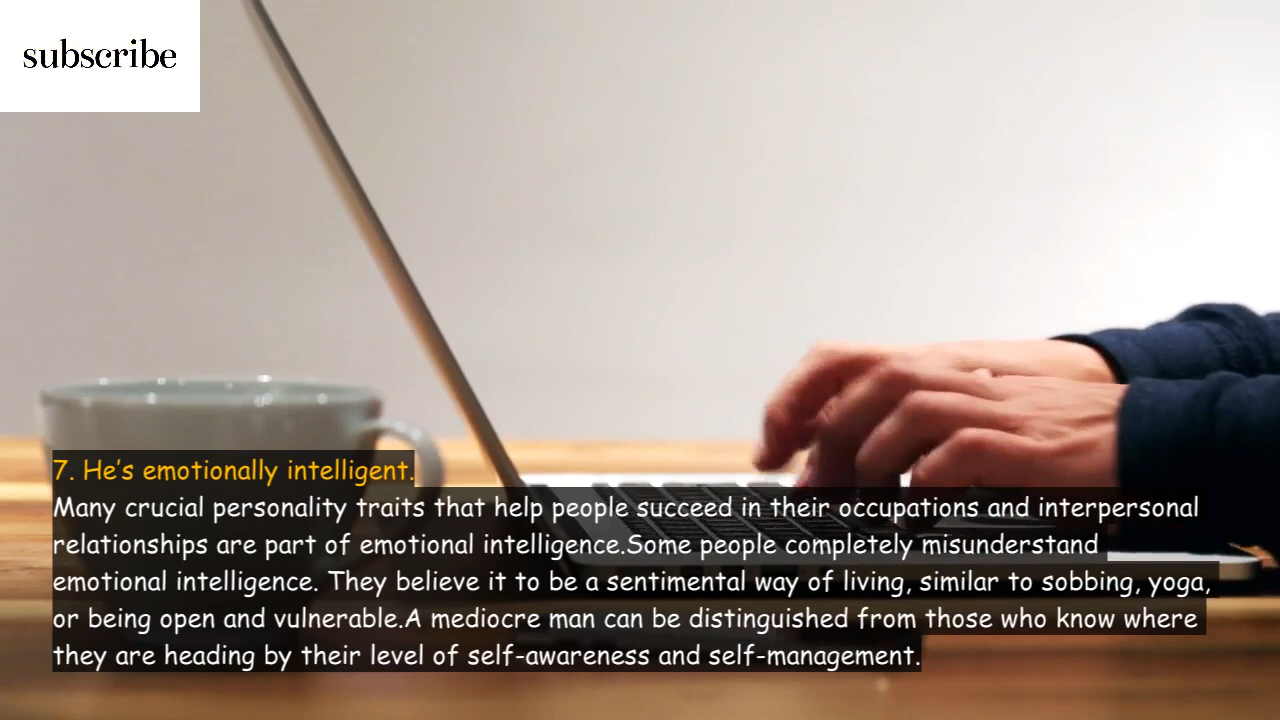 subscribe
7. He's emotionally intelligent.
Many crucial personality traits that help people succeed in their occupations and interpersonal
relationships are part of emotional intelligence.Some people completely misunderstand
emotional intelligence. They believe it to be a sentimental way of living, similar to sobbing, yoga,
or being open and vulnerable.A mediocre man can be distinguished from those who know where
they are heading by their level of self-awareness and self-management.